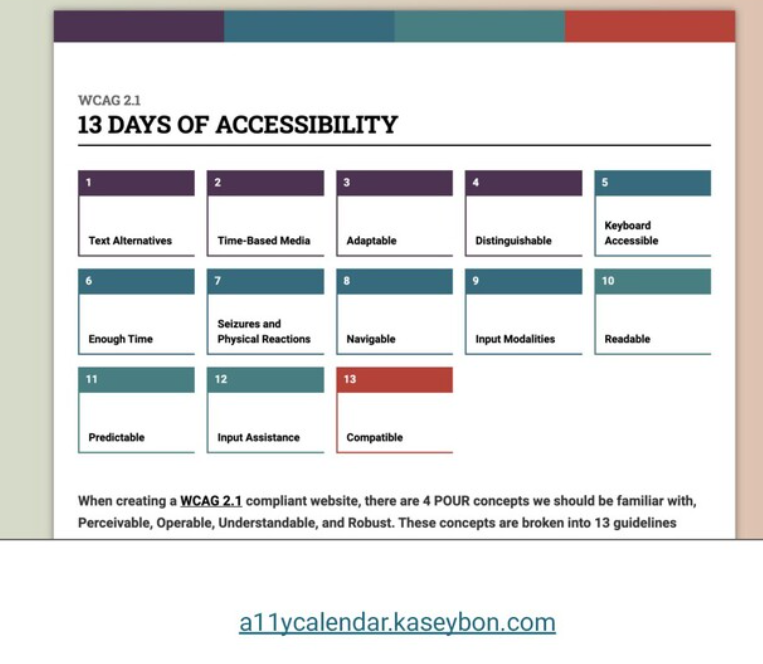 WCAG 2.1
13 DAYS OF ACCESSIBILITY
1
Text Alternatives
2
Time-Based Media
3
Adaptable
4
Distinguishable
5
Keyboard
Accessible
6
Enough Time
7
Seizures and
Physical Reactions
8
Navigable
9
Input Modalities
10
Readable
11
Predictable
12
Input Assistance
13
Compatible
When creating a WCAG 2.1 compliant website, there are 4 POUR concepts we should be familiar with,
Perceivable, Operable, Understandable, and Robust. These concepts are broken into 13 guidelines
a11ycalendar.kaseybon.com